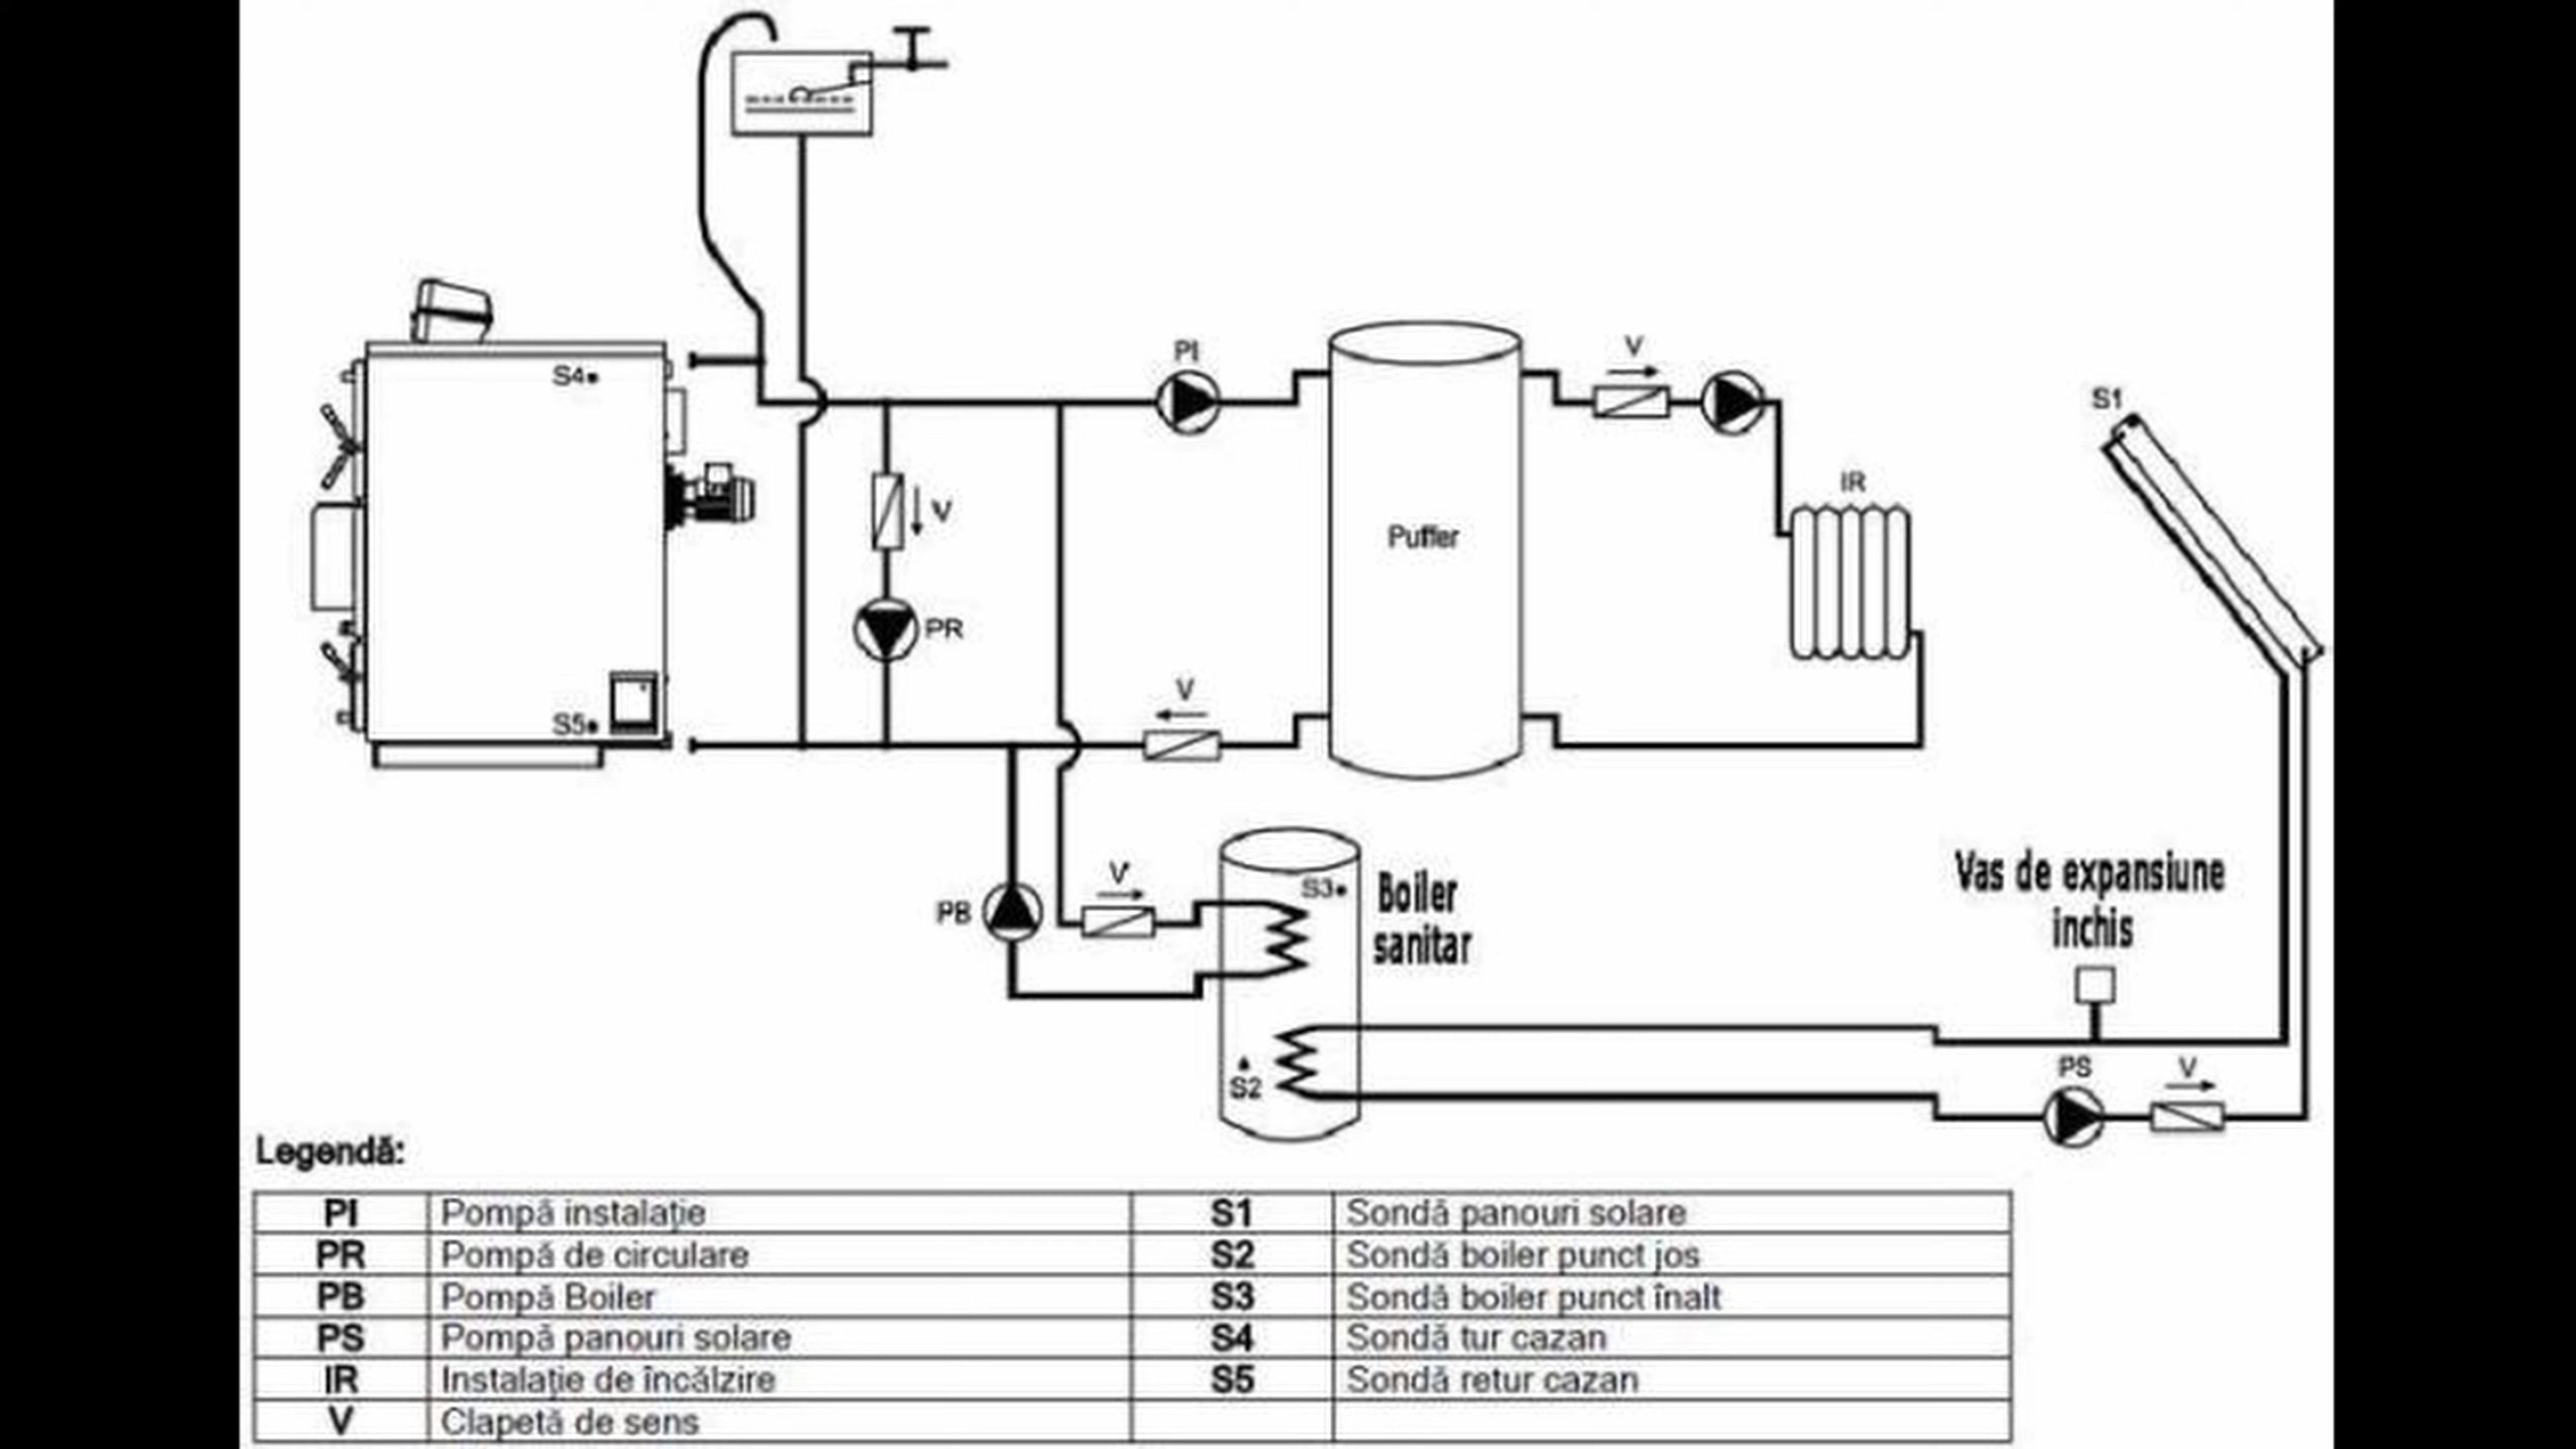 PI
V
S1
S4
IR
V
Puffer
PR
V
S5
V
S3
Boiler
sanitar
PB
Vas de expansiune
inchis
PS
V
S2
Legendă:
PI Pompă instalaţie S1 Sondă panouri solare
PR Pompă de circulare S2 Sondă boiler punct jos
PB Pompă Boiler S3 Sondă boiler punct înalt
PS Pompă panouri solare S4 Sondă tur cazan
IR Instalaţie de încălzire S5 Sondă retur cazan
V Clapetă de sens